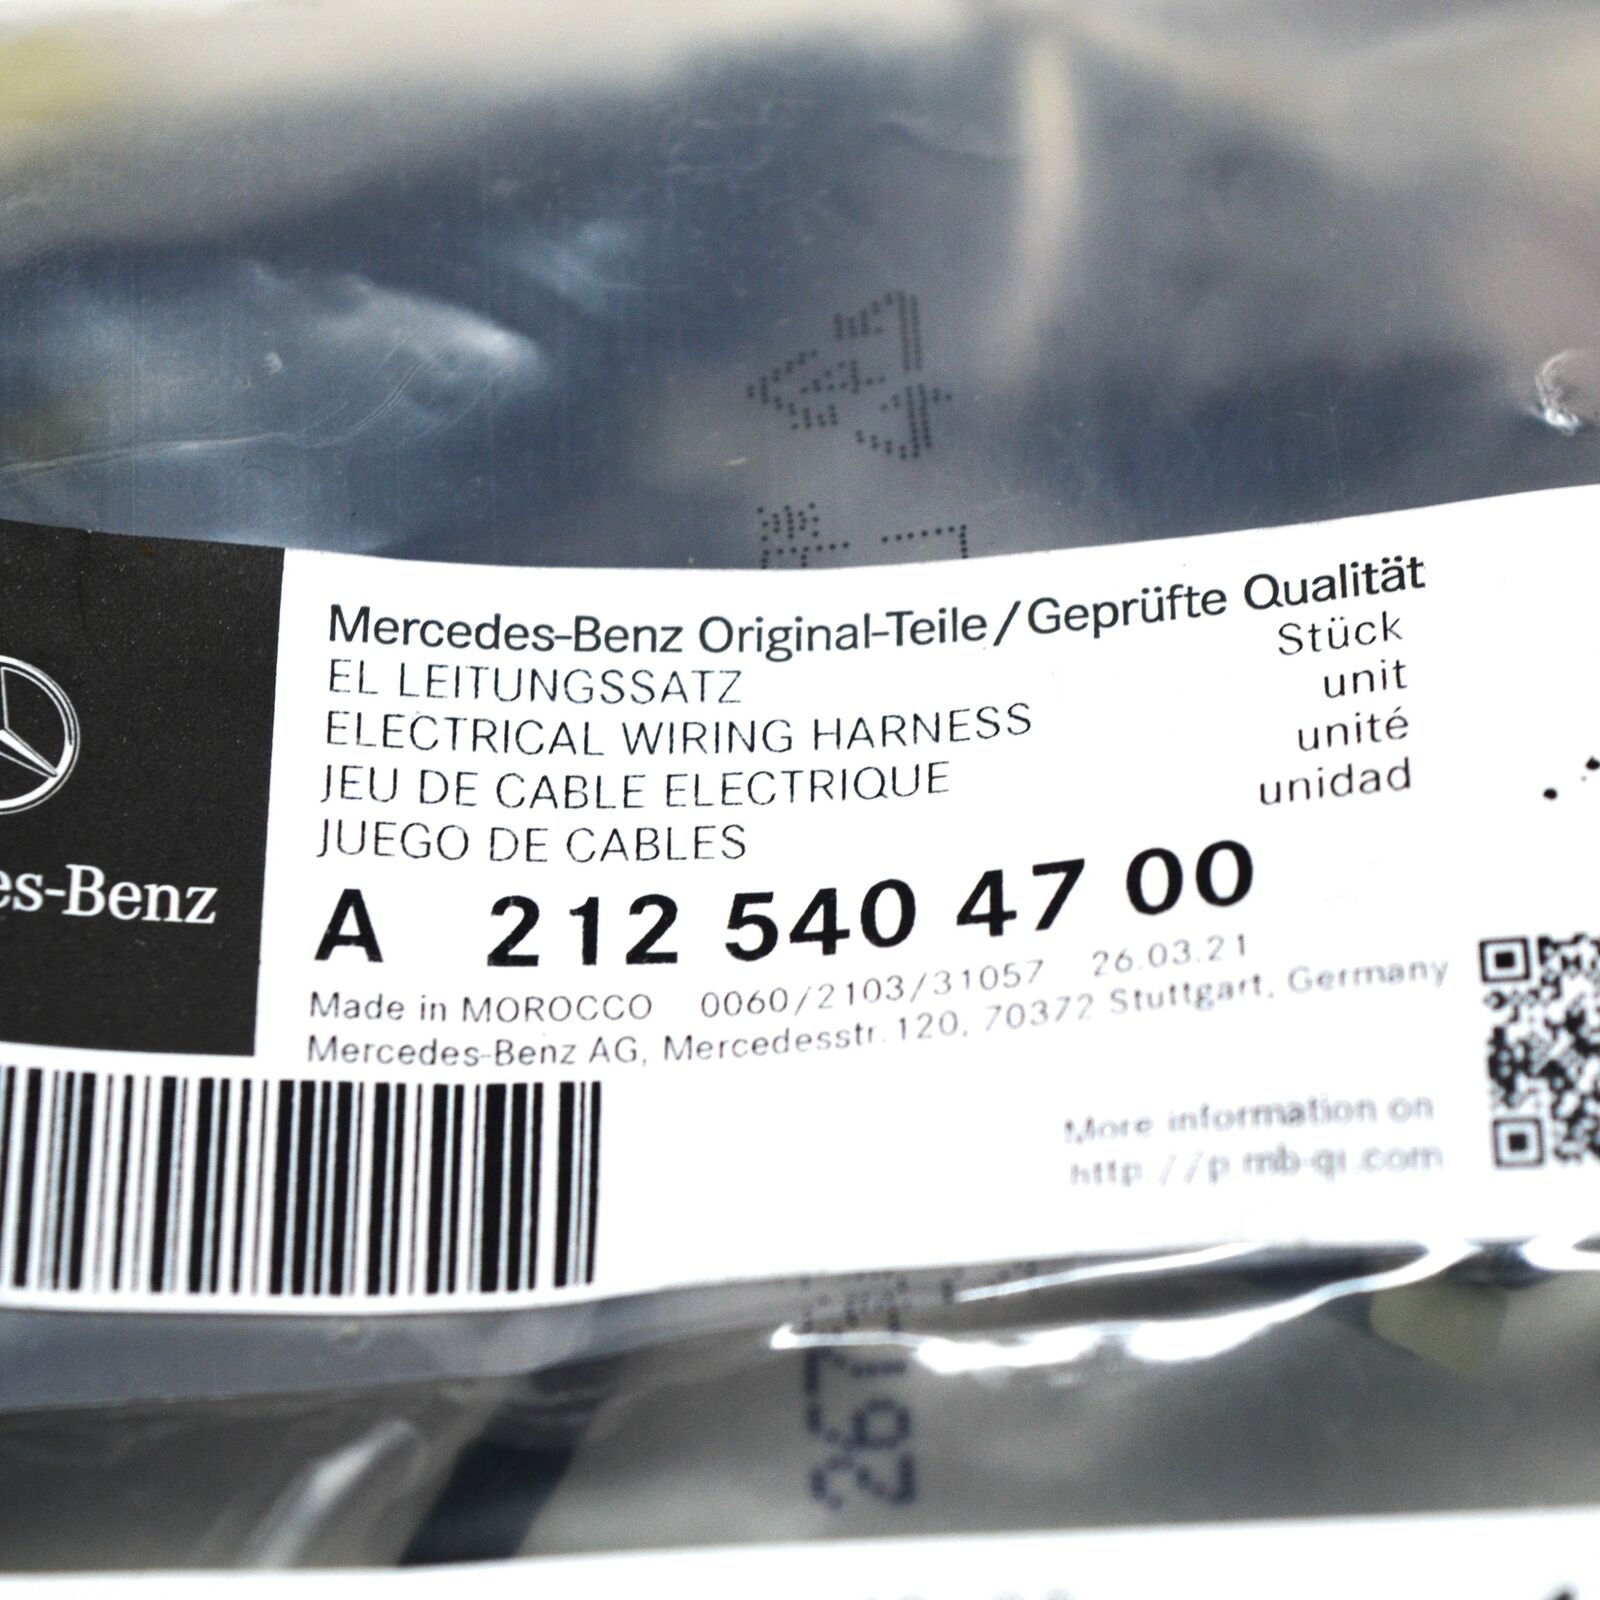 Mercedes-Benz Original-Teile/Geprüfte Qualität
EL LEITUNGSSATZ
ELECTRICAL WIRING HARNESS
JEU DE CABLE ELECTRIQUE
JUEGO DE CABLES
Stück
unit
unité
unidad
es-Benz
A 212 540 47 00
Made in MOROCCO 0060/2103/31057 26.03.21
Mercedes-Benz AG, Mercedesstr. 120, 70372 Stuttgart, Germany
More information on
http://p.mb-qr.com
267